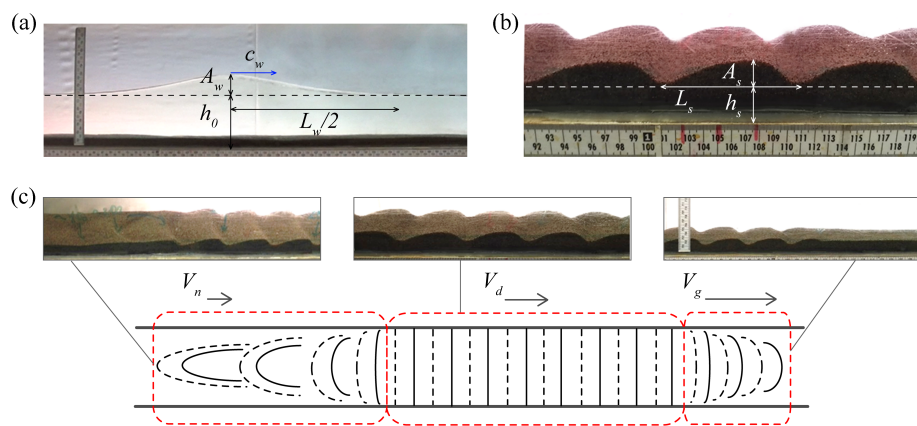 (a)
c_w
A_w
h_0
L_w/2
(b)
A_s
L_s
h_s
1
92 93 94 95 96 97 98 99 100 101 102 103 104 105 106 107 108 109 110 111 112 113 114 115 116 117 118 119
(c)
V_n
V_d
V_g